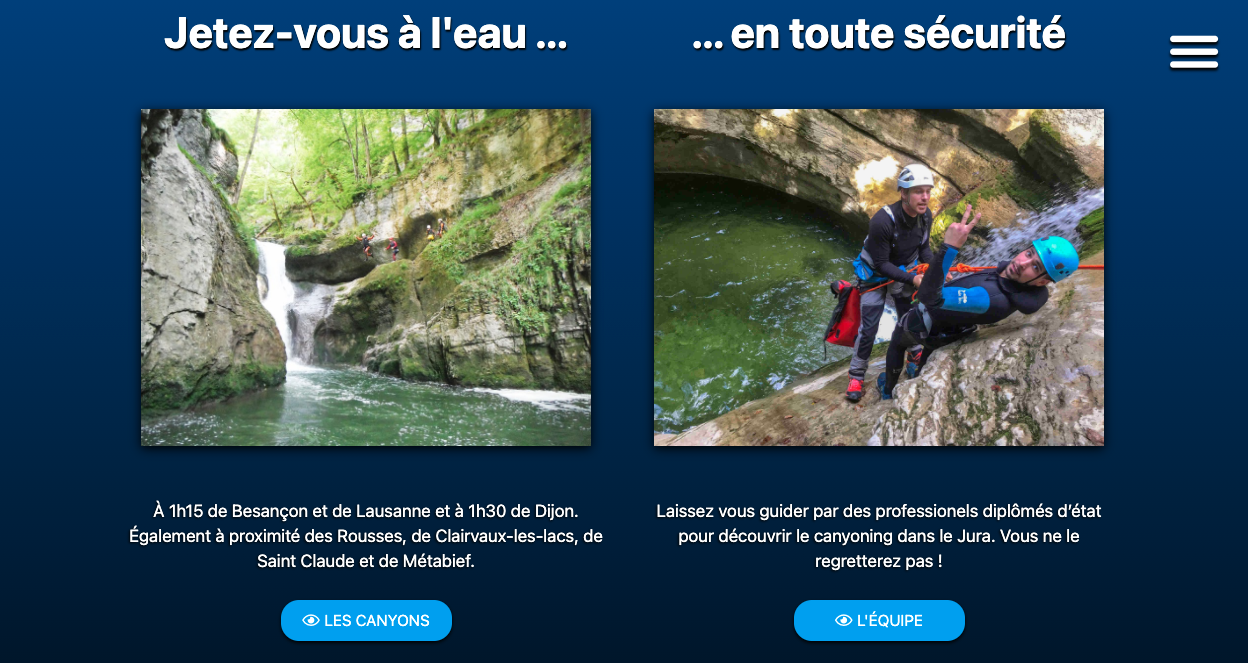 Jetez-vous à l'eau ...
À 1h15 de Besançon et de Lausanne et à 1h30 de Dijon.
Également à proximité des Rousses, de Clairvaux-les-lacs, de
Saint Claude et de Métabief.
LES CANYONS
... en toute sécurité
Laissez vous guider par des professionels diplômés d’état
pour découvrir le canyoning dans le Jura. Vous ne le
regretterez pas !
L'ÉQUIPE